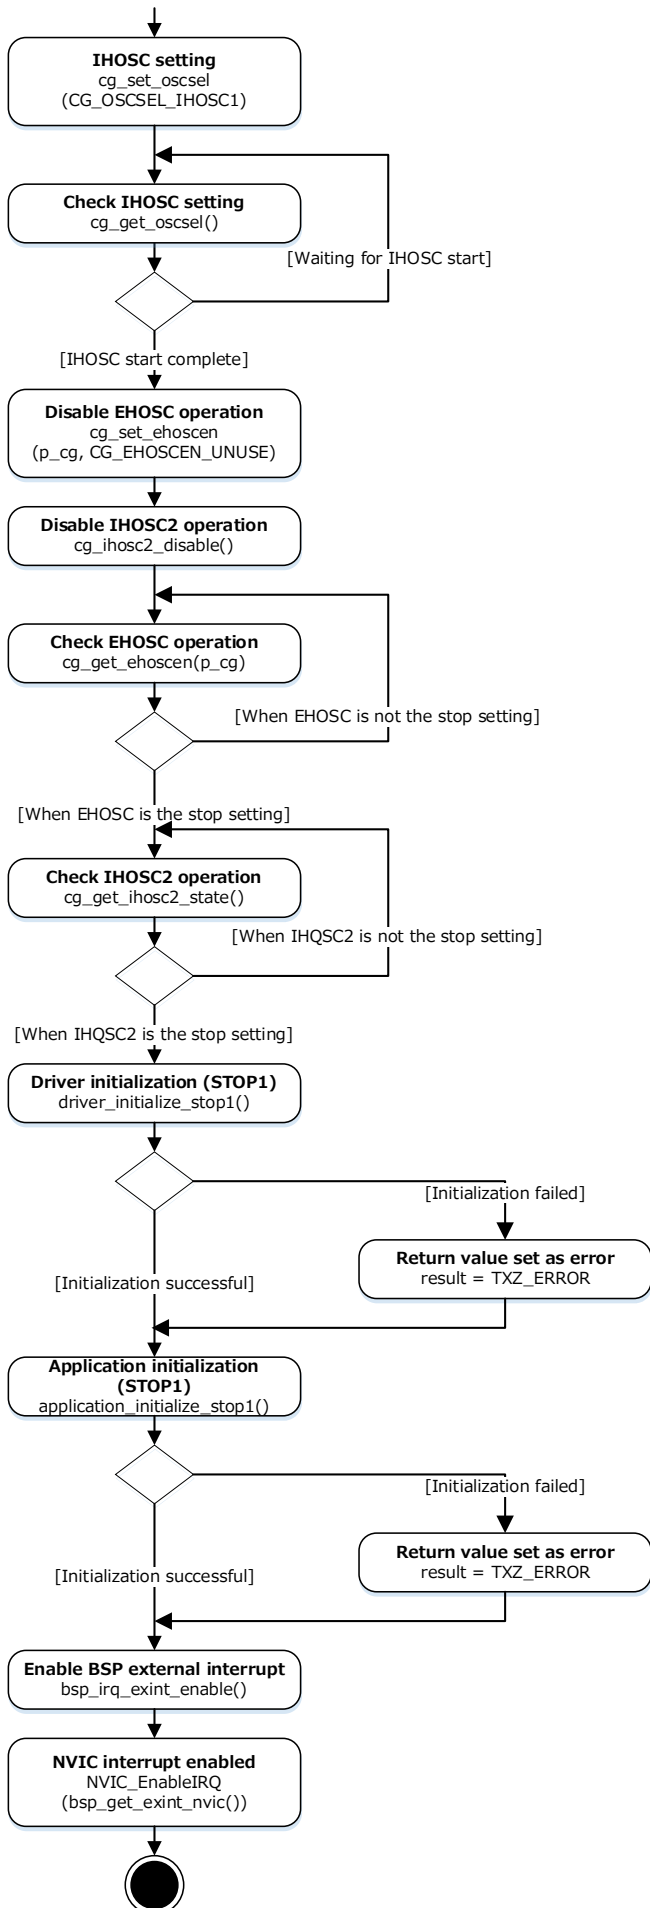 IHOSC setting
cg_set_oscsel
(CG_OSCSEL_IHOSC1)
Check IHOSC setting
cg_get_oscsel()
[Waiting for IHOSC start]
[IHOSC start complete]
Disable EHOSC operation
cg_set_ehoscen
(p_cg, CG_EHOSCEN_UNUSE)
Disable IHOSC2 operation
cg_ihosc2_disable()
Check EHOSC operation
cg_get_ehoscen(p_cg)
[When EHOSC is not the stop setting]
[When EHOSC is the stop setting]
Check IHOSC2 operation
cg_get_ihosc2_state()
[When IHQSC2 is not the stop setting]
[When IHQSC2 is the stop setting]
Driver initialization (STOP1)
driver_initialize_stop1()
[Initialization failed]
Return value set as error
result = TXZ_ERROR
[Initialization successful]
Application initialization
(STOP1)
application_initialize_stop1()
[Initialization failed]
Return value set as error
result = TXZ_ERROR
[Initialization successful]
Enable BSP external interrupt
bsp_irq_exint_enable()
NVIC interrupt enabled
NVIC_EnableIRQ
(bsp_get_exint_nvic())